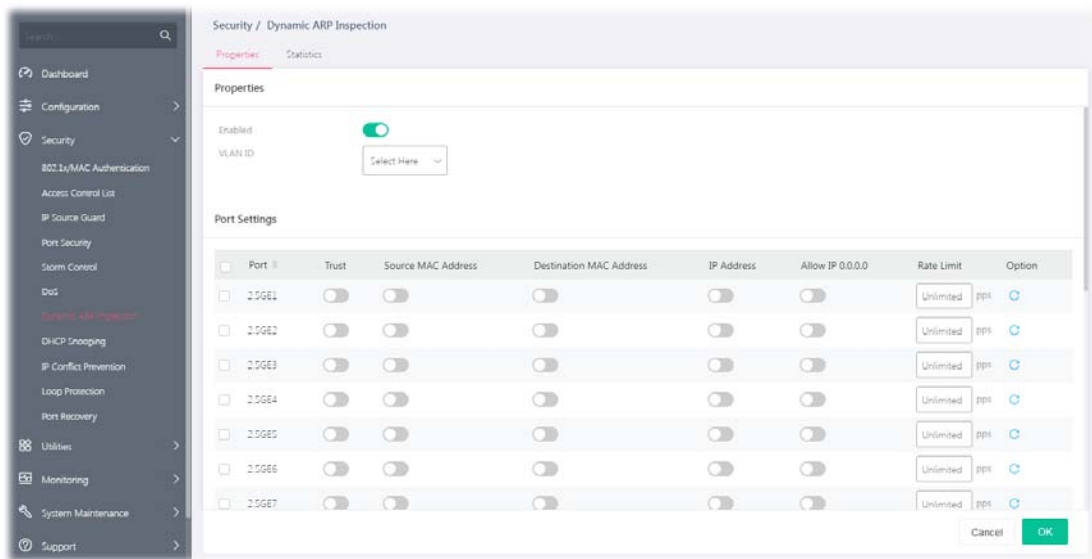 Search...
Dashboard
Configuration
Security
802.1x/MAC Authentication
Access Control List
IP Source Guard
Port Security
Storm Control
DoS
Dynamic ARP Inspection
DHCP Snooping
IP Conflict Prevention
Loop Protection
Port Recovery
Utilities
Monitoring
System Maintenance
Support
Security / Dynamic ARP Inspection
Properties Statistics
Properties
Enabled
VLAN ID Select Here
Port Settings
Port Trust Source MAC Address Destination MAC Address IP Address Allow IP 0.0.0.0 Rate Limit Option
2.5GE1 Unlimited pps
2.5GE2 Unlimited pps
2.5GE3 Unlimited pps
2.5GE4 Unlimited pps
2.5GE5 Unlimited pps
2.5GE6 Unlimited pps
2.5GE7 Unlimited pps
Cancel OK